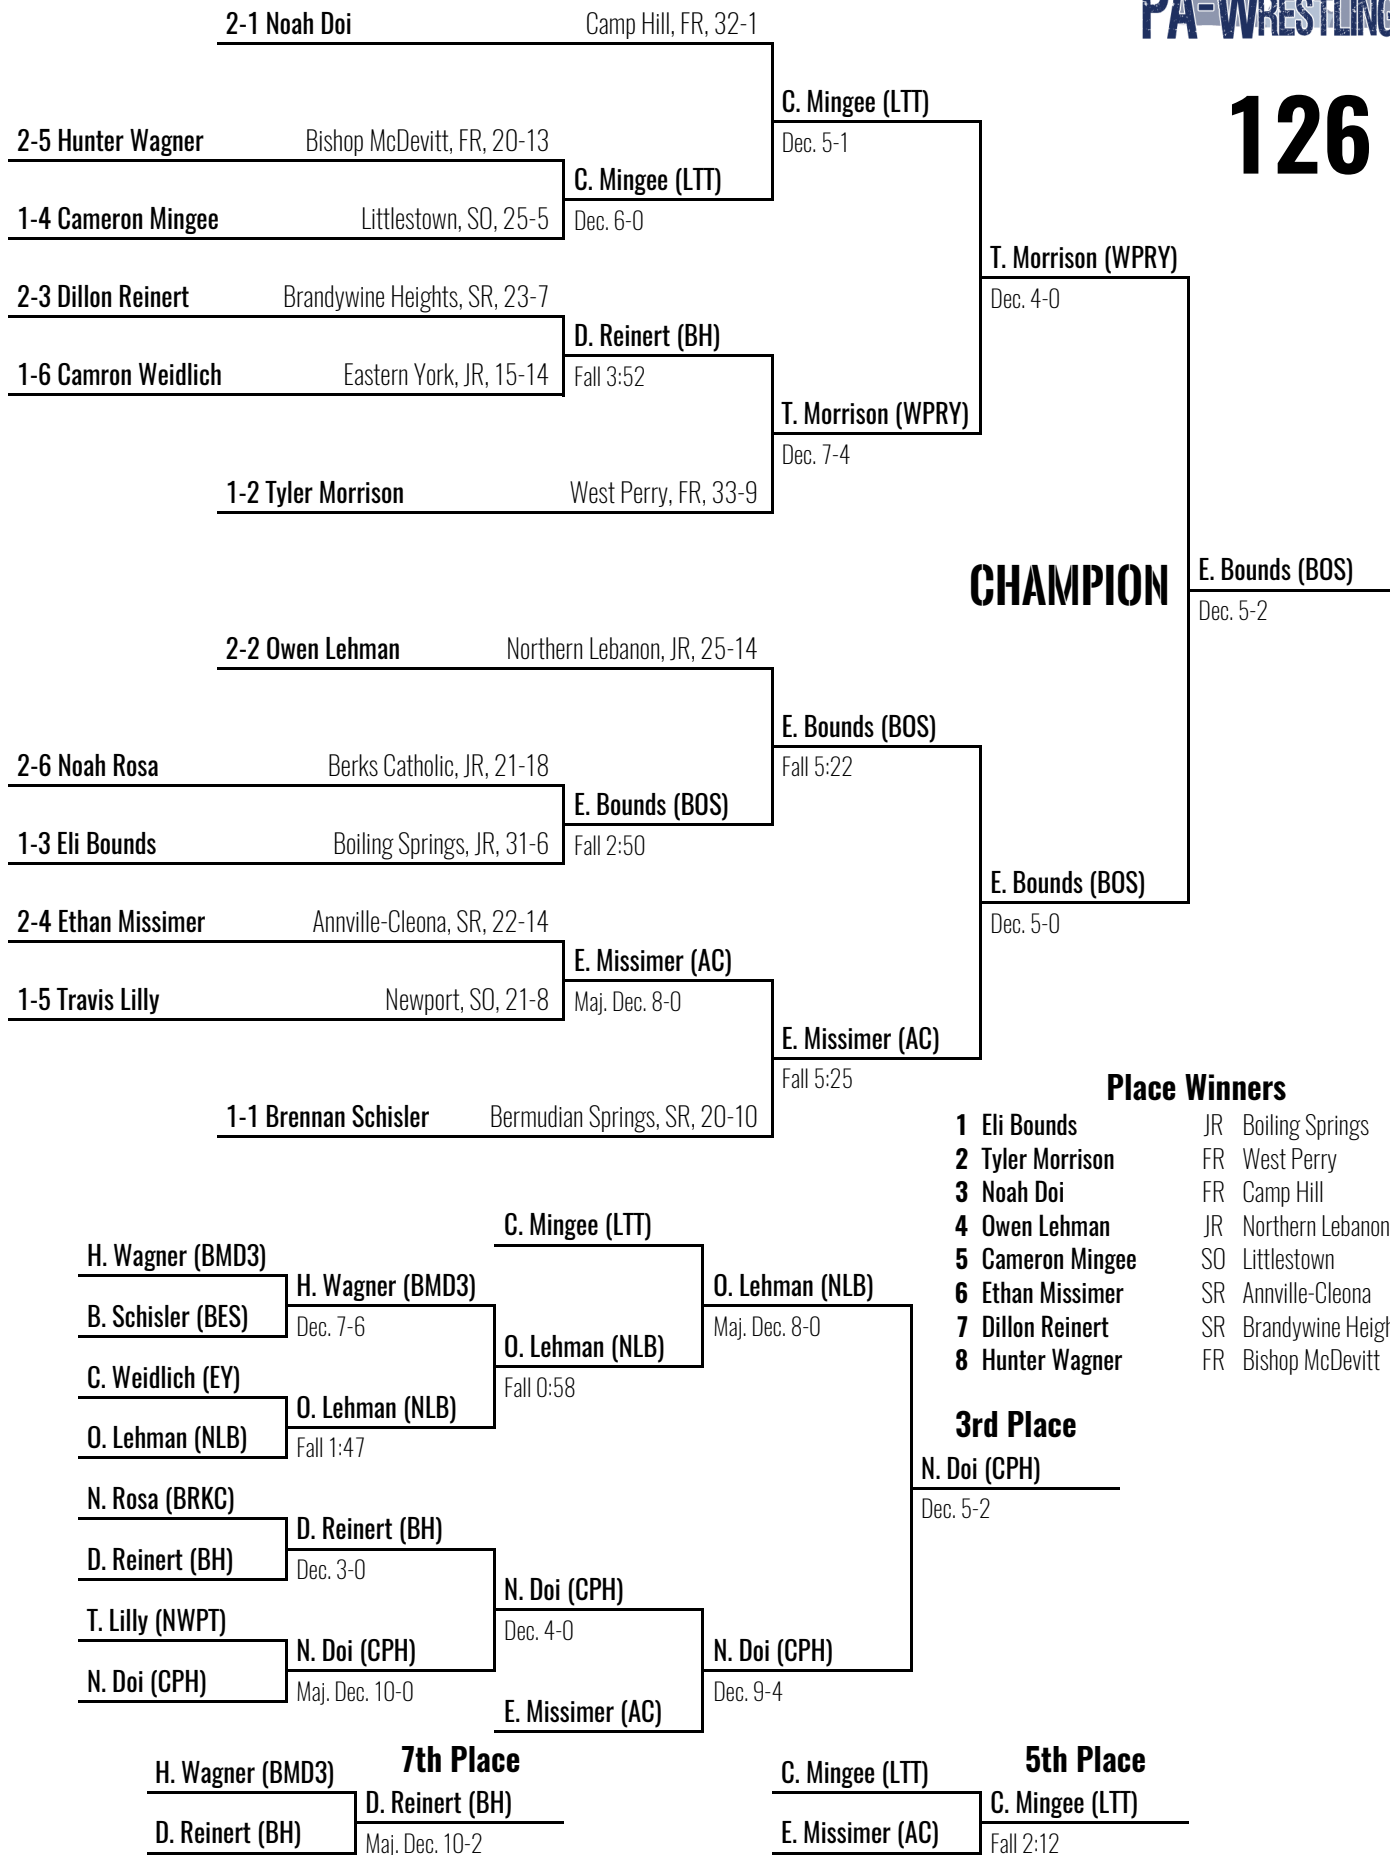 PA-WRESTLING
126
2-1 Noah Doi Camp Hill, FR, 32-1
C. Mingee (LTT)
Dec. 5-1
2-5 Hunter Wagner Bishop McDevitt, FR, 20-13
C. Mingee (LTT)
Dec. 6-0
1-4 Cameron Mingee Littlestown, SO, 25-5
T. Morrison (WPRY)
Dec. 4-0
2-3 Dillon Reinert Brandywine Heights, SR, 23-7
D. Reinert (BH)
Fall 3:52
1-6 Camron Weidlich Eastern York, JR, 15-14
T. Morrison (WPRY)
Dec. 7-4
1-2 Tyler Morrison West Perry, FR, 33-9
CHAMPION
E. Bounds (BOS)
Dec. 5-2
2-2 Owen Lehman Northern Lebanon, JR, 25-14
E. Bounds (BOS)
Fall 5:22
2-6 Noah Rosa Berks Catholic, JR, 21-18
E. Bounds (BOS)
Fall 2:50
1-3 Eli Bounds Boiling Springs, JR, 31-6
E. Bounds (BOS)
Dec. 5-0
2-4 Ethan Missimer Annville-Cleona, SR, 22-14
E. Missimer (AC)
Maj. Dec. 8-0
1-5 Travis Lilly Newport, SO, 21-8
E. Missimer (AC)
Fall 5:25
1-1 Brennan Schisler Bermudian Springs, SR, 20-10
Place Winners
1 Eli Bounds JR Boiling Springs
2 Tyler Morrison FR West Perry
3 Noah Doi FR Camp Hill
4 Owen Lehman JR Northern Lebanon
5 Cameron Mingee SO Littlestown
6 Ethan Missimer SR Annville-Cleona
7 Dillon Reinert SR Brandywine Heigh
8 Hunter Wagner FR Bishop McDevitt
C. Mingee (LTT)
H. Wagner (BMD3)
H. Wagner (BMD3)
Dec. 7-6
B. Schisler (BES)
O. Lehman (NLB)
Maj. Dec. 8-0
O. Lehman (NLB)
Fall 0:58
C. Weidlich (EY)
O. Lehman (NLB)
Fall 1:47
O. Lehman (NLB)
3rd Place
N. Doi (CPH)
Dec. 5-2
N. Rosa (BRKC)
D. Reinert (BH)
Dec. 3-0
D. Reinert (BH)
N. Doi (CPH)
Dec. 4-0
T. Lilly (NWPT)
N. Doi (CPH)
Maj. Dec. 10-0
N. Doi (CPH)
N. Doi (CPH)
Dec. 9-4
E. Missimer (AC)
7th Place
H. Wagner (BMD3)
D. Reinert (BH)
Maj. Dec. 10-2
D. Reinert (BH)
5th Place
C. Mingee (LTT)
C. Mingee (LTT)
Fall 2:12
E. Missimer (AC)